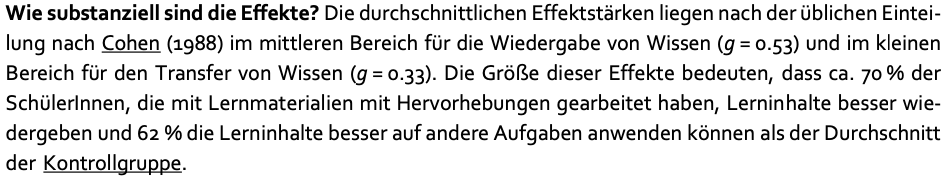 Wie substanziell sind die Effekte? Die durchschnittlichen Effektstärken liegen nach der üblichen Eintei-
lung nach Cohen (1988) im mittleren Bereich für die Wiedergabe von Wissen (g = 0.53) und im kleinen
Bereich für den Transfer von Wissen (g = 0.33). Die Größe dieser Effekte bedeuten, dass ca. 70 % der
SchülerInnen, die mit Lernmaterialien mit Hervorhebungen gearbeitet haben, Lerninhalte besser wie-
dergeben und 62 % die Lerninhalte besser auf andere Aufgaben anwenden können als der Durchschnitt
der Kontrollgruppe.